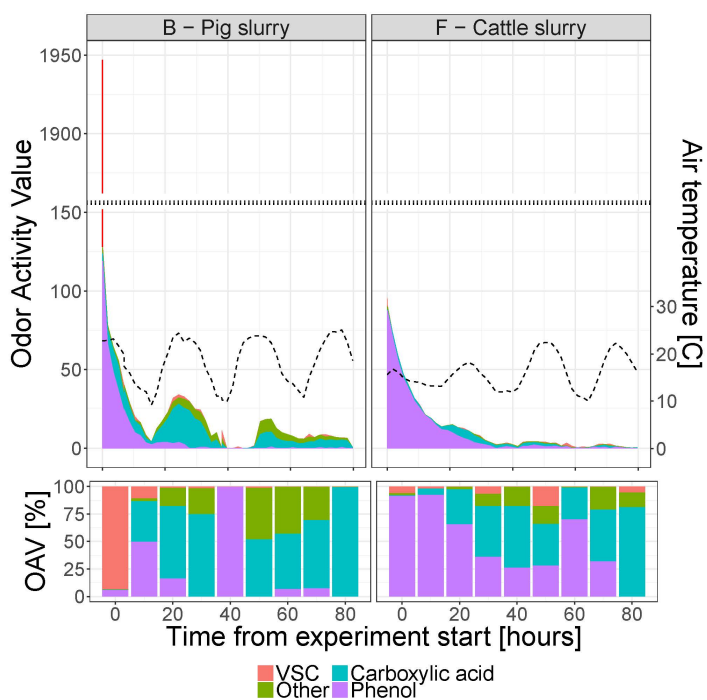 B − Pig slurry
F − Cattle slurry
Odor Activity Value
1950
1900
150
100
50
0
Air temperature [C]
30
20
10
0
OAV [%]
100
75
50
25
0
0 20 40 60 80
0 20 40 60 80
Time from experiment start [hours]
VSC Carboxylic acid
Other Phenol